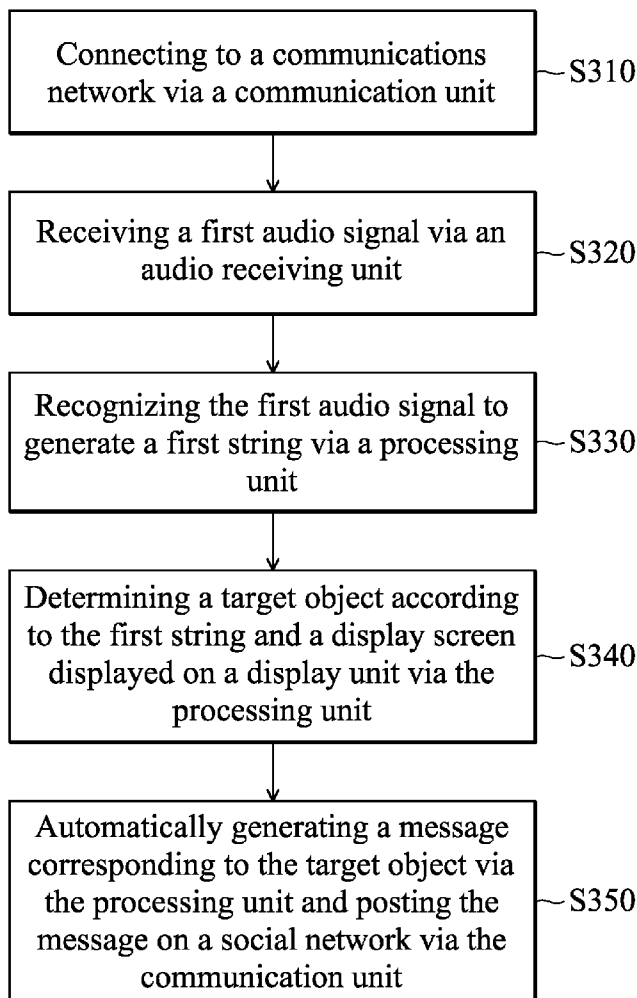 Connecting to a communications
network via a communication unit
S310
Receiving a first audio signal via an
audio receiving unit
S320
Recognizing the first audio signal to
generate a first string via a processing
unit
S330
Determining a target object according
to the first string and a display screen
displayed on a display unit via the
processing unit
S340
Automatically generating a message
corresponding to the target object via
the processing unit and posting the
message on a social network via the
communication unit
S350